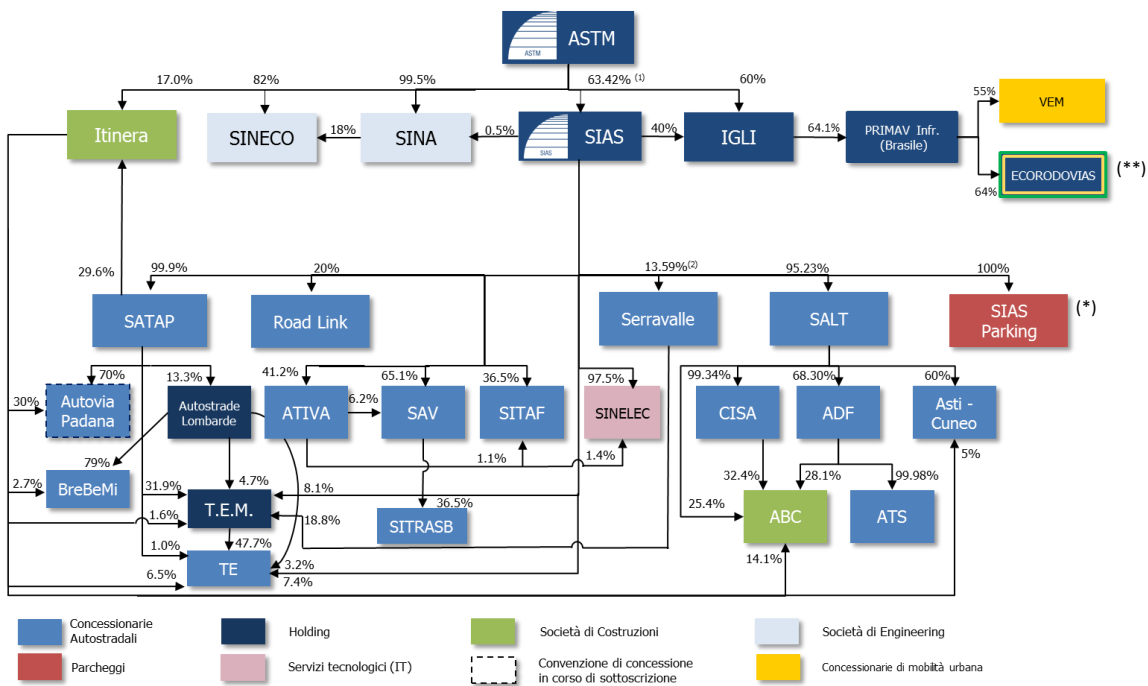 ASTM
ASTM
17.0%
82%
99.5%
63.42% (1)
60%
55%
VEM
Itinera
SINECO
18%
SINA
0.5%
SIAS
SIAS
40%
IGLI
64.1%
PRIMAV Infr.
(Brasile)
ECORODOVIAS
(**)
64%
29.6%
99.9%
20%
13.59%(2)
95.23%
100%
SATAP
Road Link
Serravalle
SALT
SIAS
Parking
(*)
70%
13.3%
41.2%
65.1%
36.5%
97.5%
99.34%
68.30%
60%
30%
Autovia
Padana
Autostrade
Lombarde
ATIVA
6.2%
SAV
SITAF
SINELEC
CISA
ADF
Asti -
Cuneo
79%
1.1%
1.4%
5%
2.7%
BreBeMi
31.9%
4.7%
8.1%
36.5%
32.4%
28.1%
99.98%
1.6%
T.E.M.
18.8%
SITRASB
25.4%
ABC
ATS
1.0%
47.7%
14.1%
TE
3.2%
6.5%
7.4%
Concessionarie
Autostradali
Holding
Società di Costruzioni
Società di Engineering
Parcheggi
Servizi tecnologici (IT)
Convenzione di concessione
in corso di sottoscrizione
Concessionarie di mobilità urbana